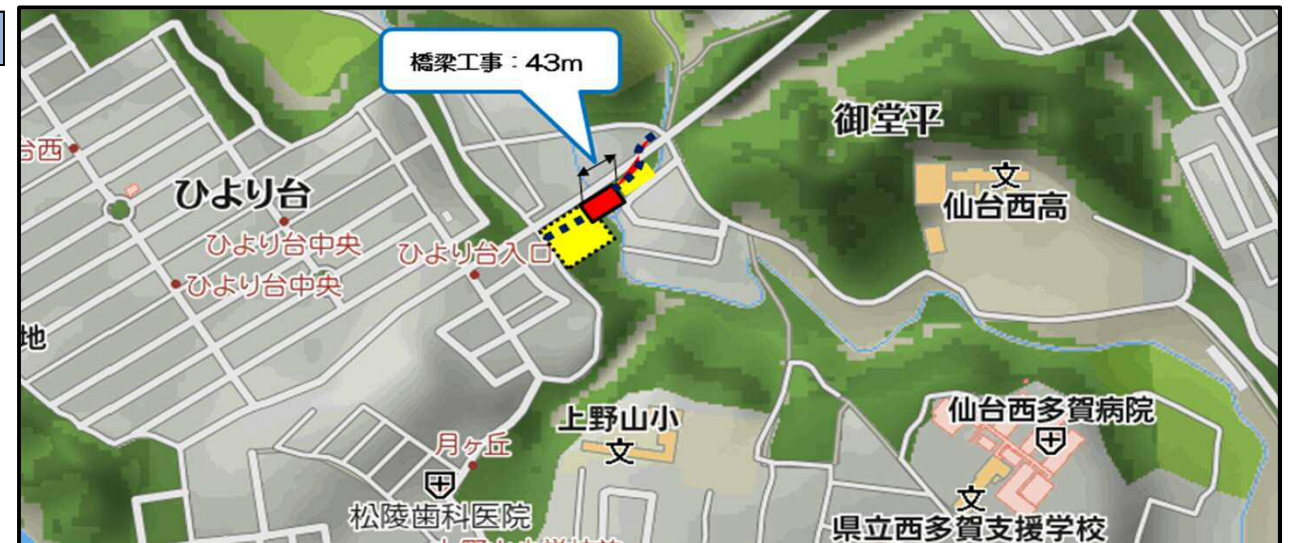 橋梁工事：43m
御堂平
台西
ひより台
文
仙台西高
ひより台中央
ひより台入口
ひより台中央
地
仙台西多賀病院
上野山小
文
月ヶ丘
松陵歯科医院
文
県立西多賀支援学校